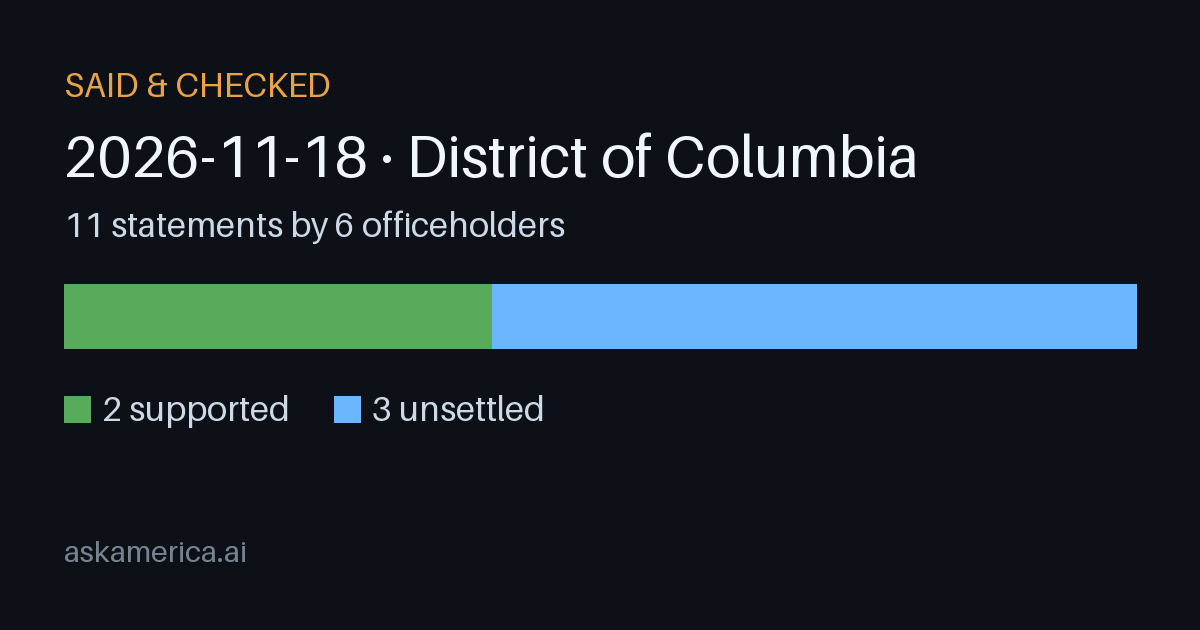 SAID & CHECKED
2026-11-18 · District of Columbia
11 statements by 6 officeholders
2 supported 3 unsettled
askamerica.ai